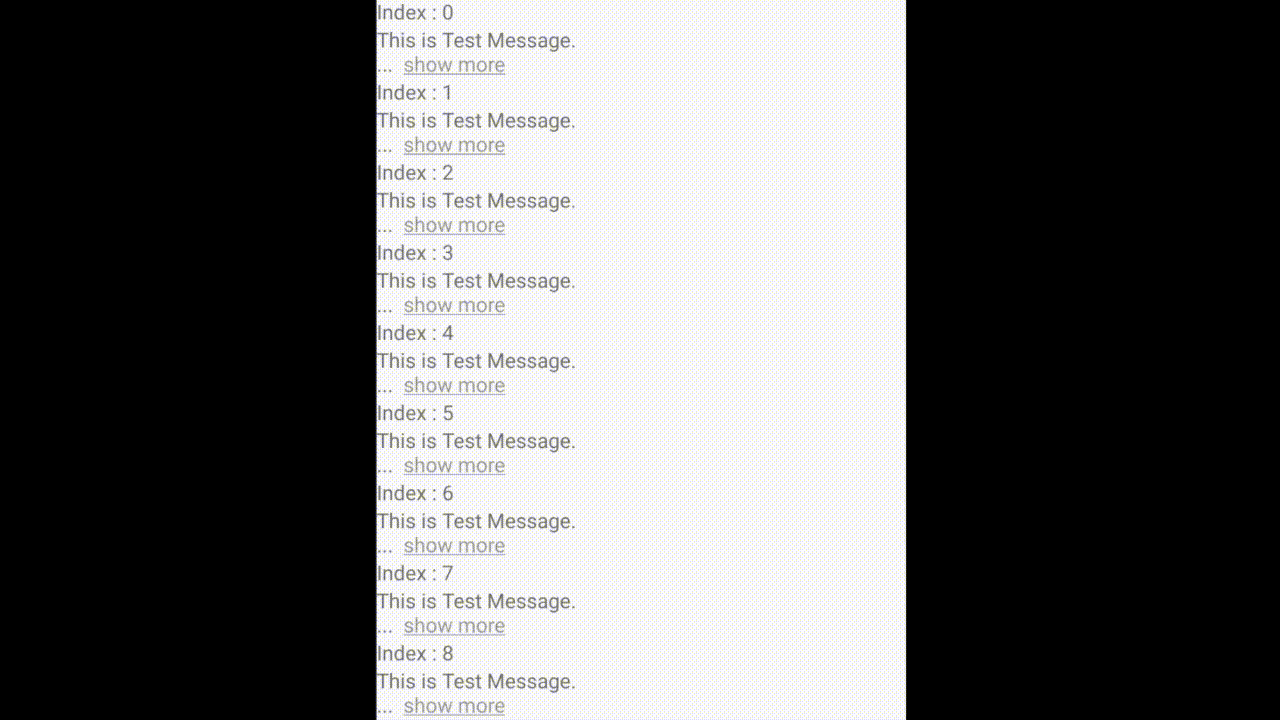 Index : 0
This is Test Message.
... show more
Index : 1
This is Test Message.
... show more
Index : 2
This is Test Message.
... show more
Index : 3
This is Test Message.
... show more
Index : 4
This is Test Message.
... show more
Index : 5
This is Test Message.
... show more
Index : 6
This is Test Message.
... show more
Index : 7
This is Test Message.
... show more
Index : 8
This is Test Message.
... show more